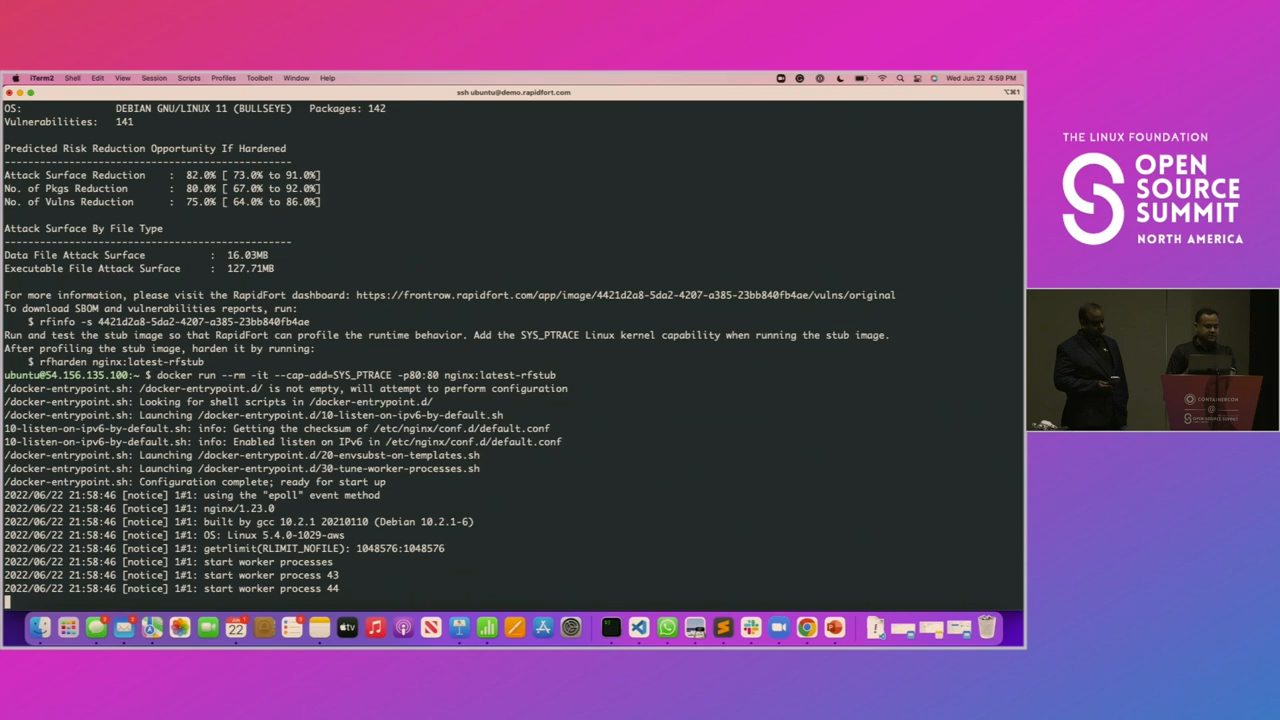 iTerm2 Shell Edit View Session Scripts Profiles Toolbelt Window Help
Wed Jun 22 4:59 PM
ssh ubuntu@demo.rapidfort.com
⌥⌘1
OS: DEBIAN GNU/LINUX 11 (BULLSEYE) Packages: 142
Vulnerabilities: 141
Predicted Risk Reduction Opportunity If Hardened
------------------------------------------------
Attack Surface Reduction : 82.0% [ 73.0% to 91.0%]
No. of Pkgs Reduction : 80.0% [ 67.0% to 92.0%]
No. of Vulns Reduction : 75.0% [ 64.0% to 86.0%]
Attack Surface By File Type
------------------------------------------------
Data File Attack Surface : 16.03MB
Executable File Attack Surface : 127.71MB
For more information, please visit the RapidFort dashboard: https://frontrow.rapidfort.com/app/image/4421d2a8-5da2-4207-a385-23bb840fb4ae/vulns/original
To download SBOM and vulnerabilities reports, run:
$ rfinfo -s 4421d2a8-5da2-4207-a385-23bb840fb4ae
Run and test the stub image so that RapidFort can profile the runtime behavior. Add the SYS_PTRACE Linux kernel capability when running the stub image.
After profiling the stub image, harden it by running:
$ rfharden nginx:latest-rfstub
ubuntu@54.156.135.100:~ $ docker run --rm -it --cap-add=SYS_PTRACE -p80:80 nginx:latest-rfstub
/docker-entrypoint.sh: /docker-entrypoint.d/ is not empty, will attempt to perform configuration
/docker-entrypoint.sh: Looking for shell scripts in /docker-entrypoint.d/
/docker-entrypoint.sh: Launching /docker-entrypoint.d/10-listen-on-ipv6-by-default.sh
10-listen-on-ipv6-by-default.sh: info: Getting the checksum of /etc/nginx/conf.d/default.conf
10-listen-on-ipv6-by-default.sh: info: Enabled listen on IPv6 in /etc/nginx/conf.d/default.conf
/docker-entrypoint.sh: Launching /docker-entrypoint.d/20-envsubst-on-templates.sh
/docker-entrypoint.sh: Launching /docker-entrypoint.d/30-tune-worker-processes.sh
/docker-entrypoint.sh: Configuration complete; ready for start up
2022/06/22 21:58:46 [notice] 1#1: using the "epoll" event method
2022/06/22 21:58:46 [notice] 1#1: nginx/1.23.0
2022/06/22 21:58:46 [notice] 1#1: built by gcc 10.2.1 20210110 (Debian 10.2.1-6)
2022/06/22 21:58:46 [notice] 1#1: OS: Linux 5.4.0-1029-aws
2022/06/22 21:58:46 [notice] 1#1: getrlimit(RLIMIT_NOFILE): 1048576:1048576
2022/06/22 21:58:46 [notice] 1#1: start worker processes
2022/06/22 21:58:46 [notice] 1#1: start worker process 43
2022/06/22 21:58:46 [notice] 1#1: start worker process 44
22
tv
THE LINUX FOUNDATION
OPEN
SOURCE
SUMMIT
NORTH AMERICA
CONTAINERCON
@
OPEN SOURCE SUMMIT